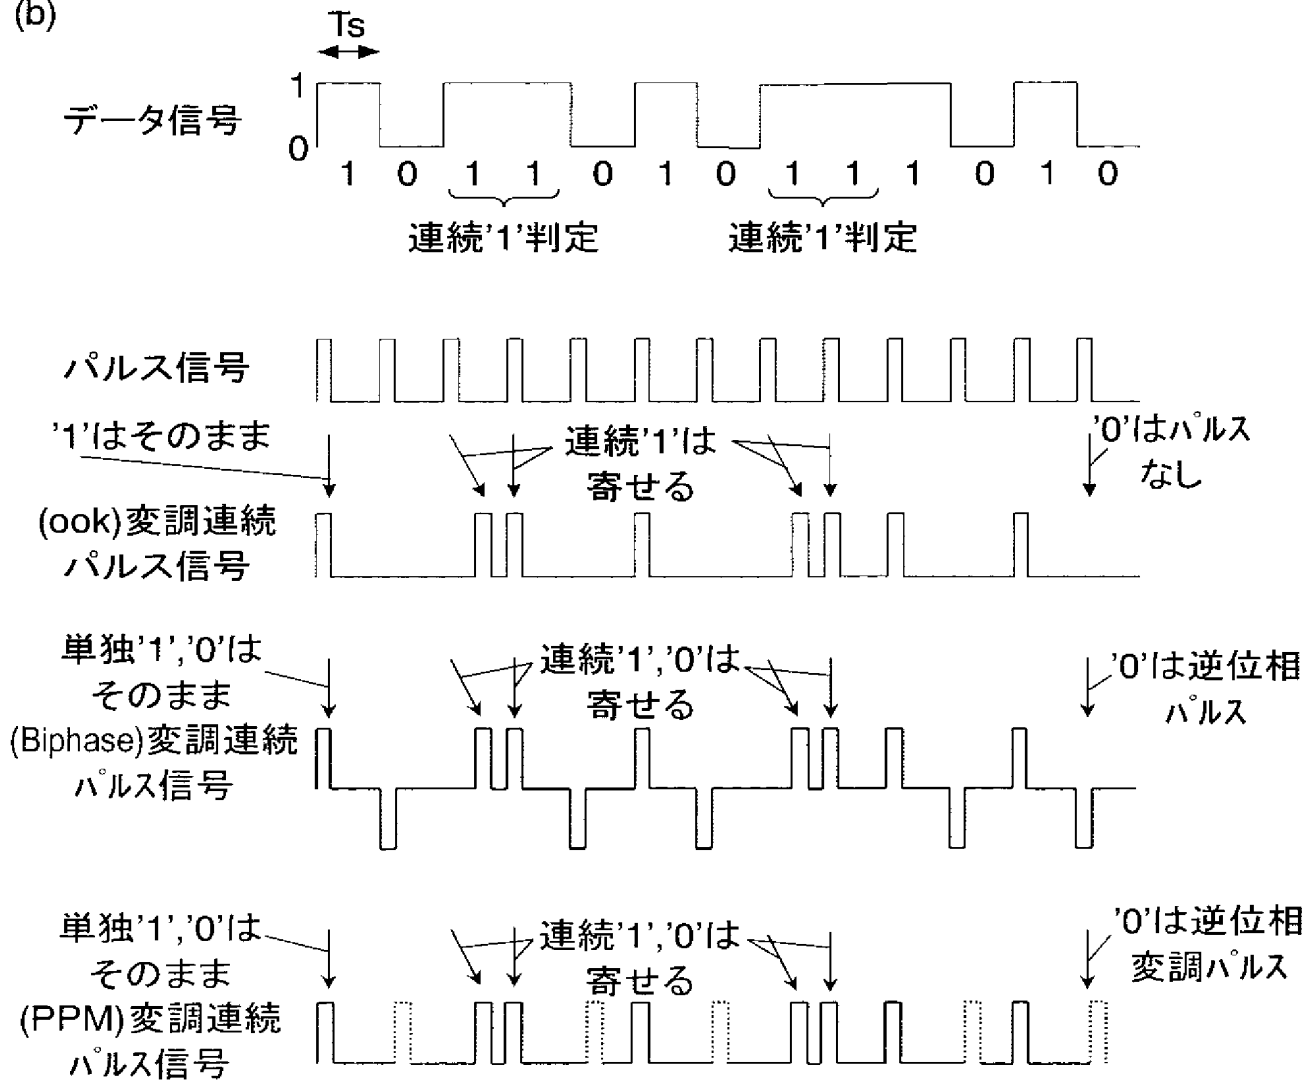 (b)
Ts
データ信号
1
0
1 0 1 1 0 1 0 1 1 1 0 1 0
連続'1'判定
連続'1'判定
パルス信号
'1'はそのまま
連続'1'は
寄せる
'0'はパルス
なし
(ook)変調連続
パルス信号
単独'1','0'は
そのまま
連続'1','0'は
寄せる
'0'は逆位相
パルス
(Biphase)変調連続
パルス信号
単独'1','0'は
そのまま
連続'1','0'は
寄せる
'0'は逆位相
変調パルス
(PPM)変調連続
パルス信号